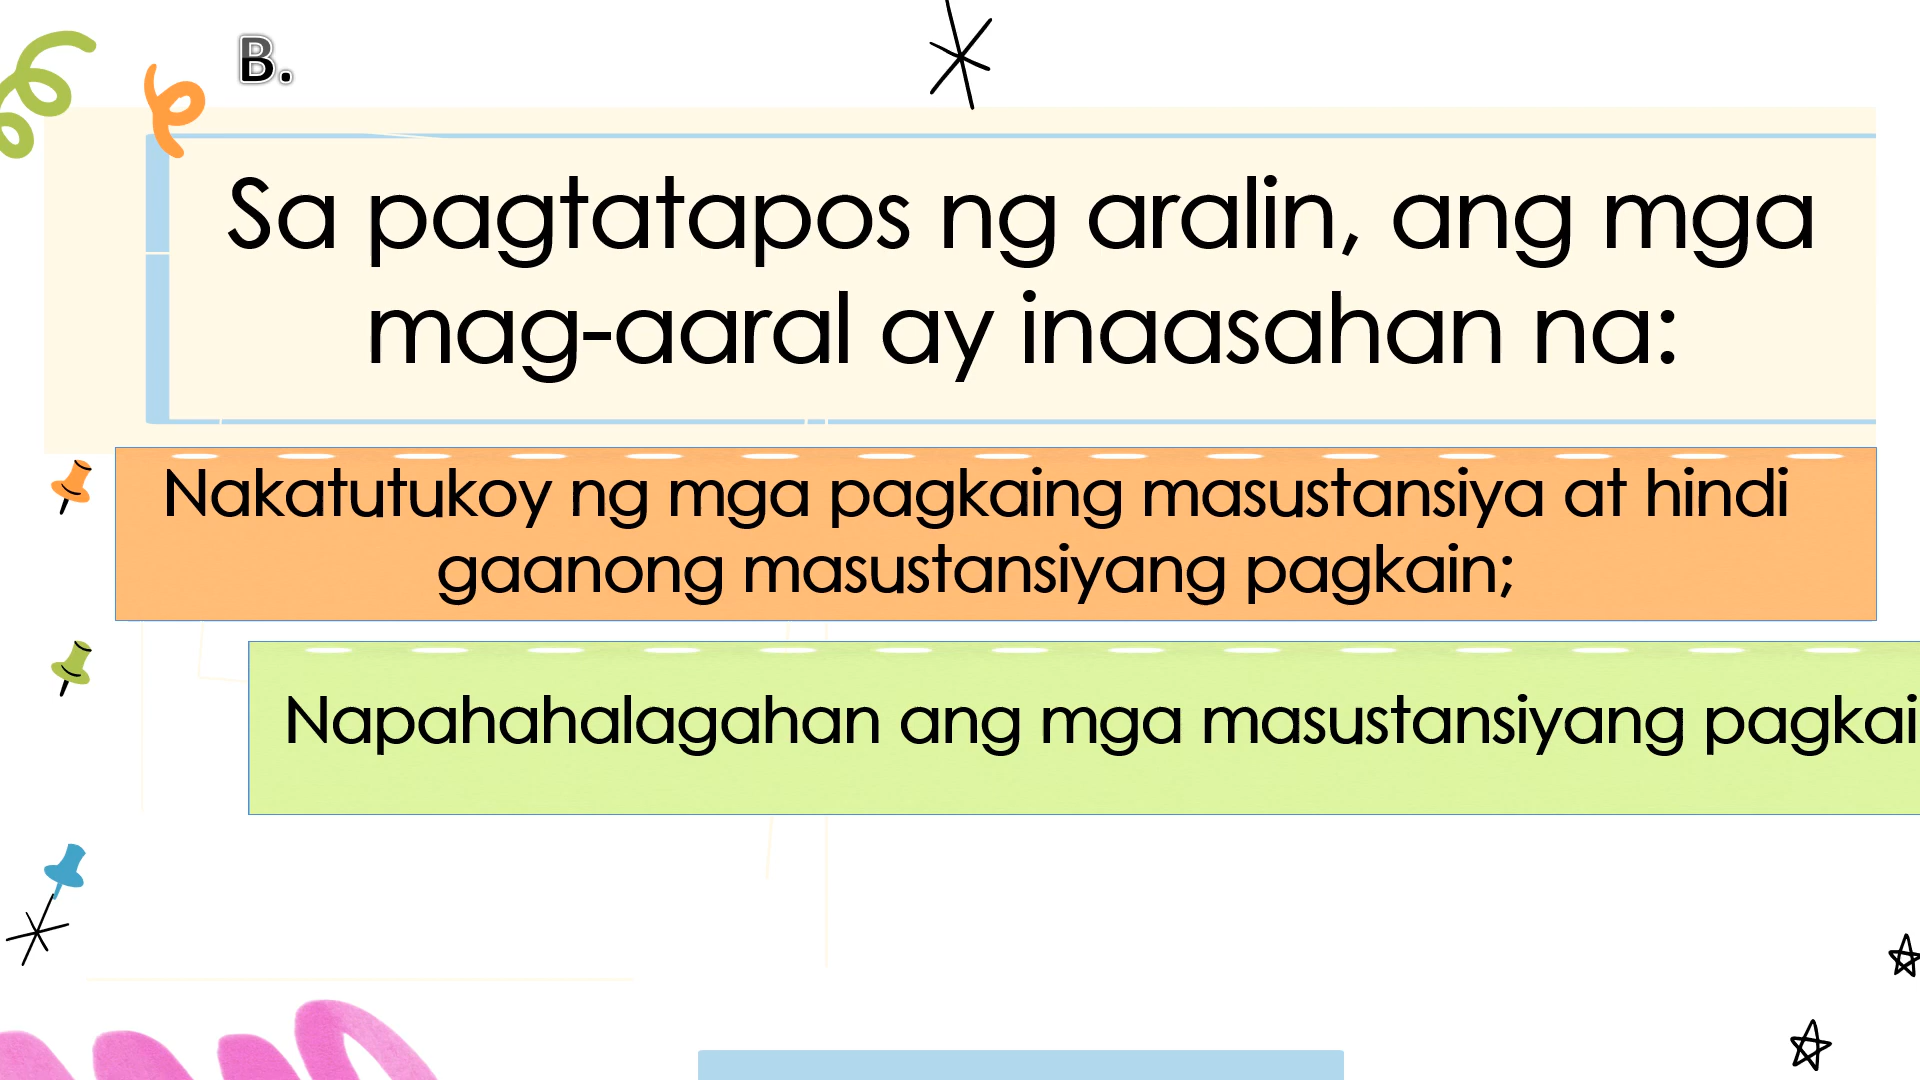 B.
Sa pagtatapos ng aralin, ang mga
mag-aaral ay inaasahan na:
Nakatutukoy ng mga pagkaing masustansiya at hindi
gaanong masustansiyang pagkain;
Napahahalagahan ang mga masustansiyang pagkai